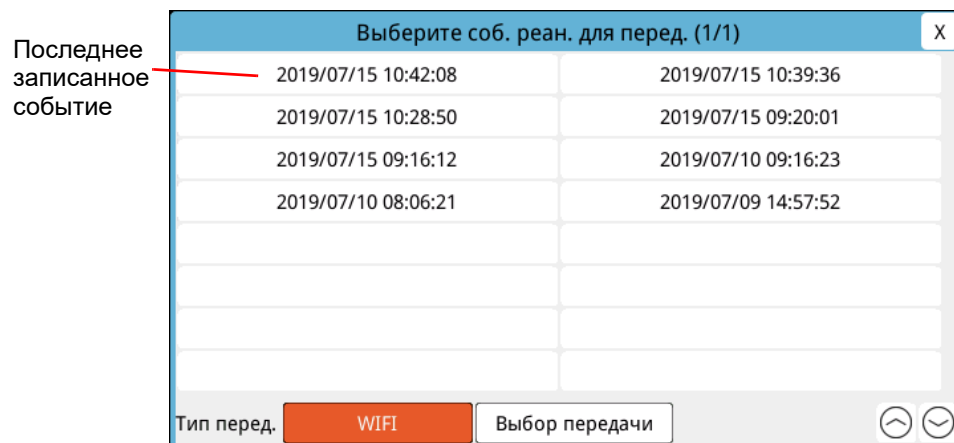 Последнее
записанное
событие
Выберите соб. реан. для перед. (1/1)
X
2019/07/15 10:42:08
2019/07/15 10:39:36
2019/07/15 10:28:50
2019/07/15 09:20:01
2019/07/15 09:16:12
2019/07/10 09:16:23
2019/07/10 08:06:21
2019/07/09 14:57:52
Тип перед.
WIFI
Выбор передачи